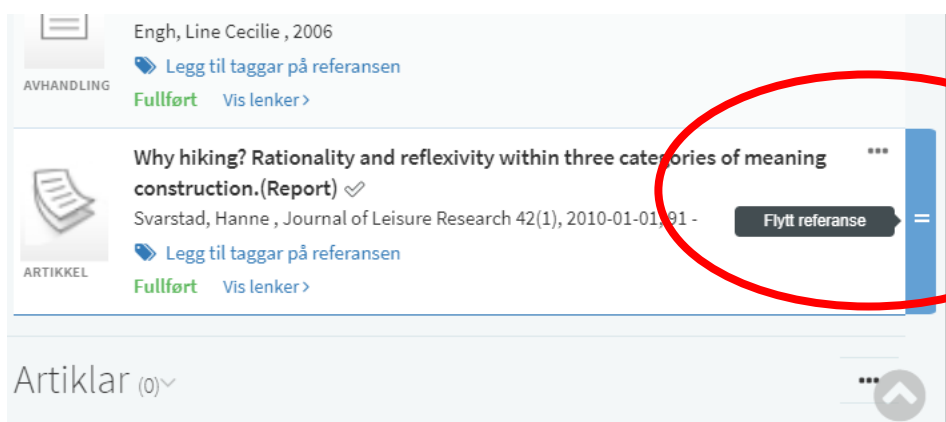 Engh, Line Cecilie , 2006
Legg til taggar på referansen
AVHANDLING
Fullført Vis lenker >
Why hiking? Rationality and reflexivity within three categories of meaning
construction.(Report)
Svarstad, Hanne , Journal of Leisure Research 42(1), 2010-01-01, 91 -
Flytt referanse
Legg til taggar på referansen
ARTIKKEL
Fullført Vis lenker >
Artiklar (0)